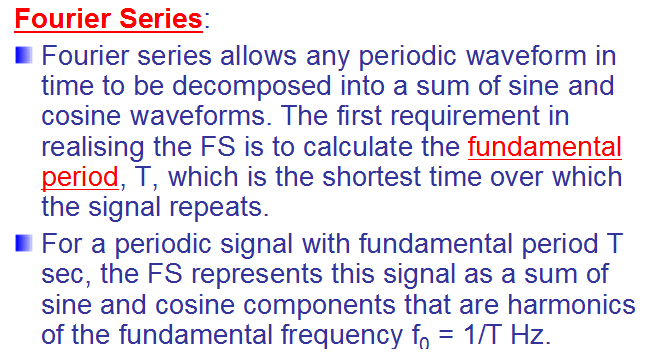 Fourier Series:
Fourier series allows any periodic waveform in
time to be decomposed into a sum of sine and
cosine waveforms. The first requirement in
realising the FS is to calculate the fundamental
period, T, which is the shortest time over which
the signal repeats.
For a periodic signal with fundamental period T
sec, the FS represents this signal as a sum of
sine and cosine components that are harmonics
of the fundamental frequency f₀ = 1/T Hz.